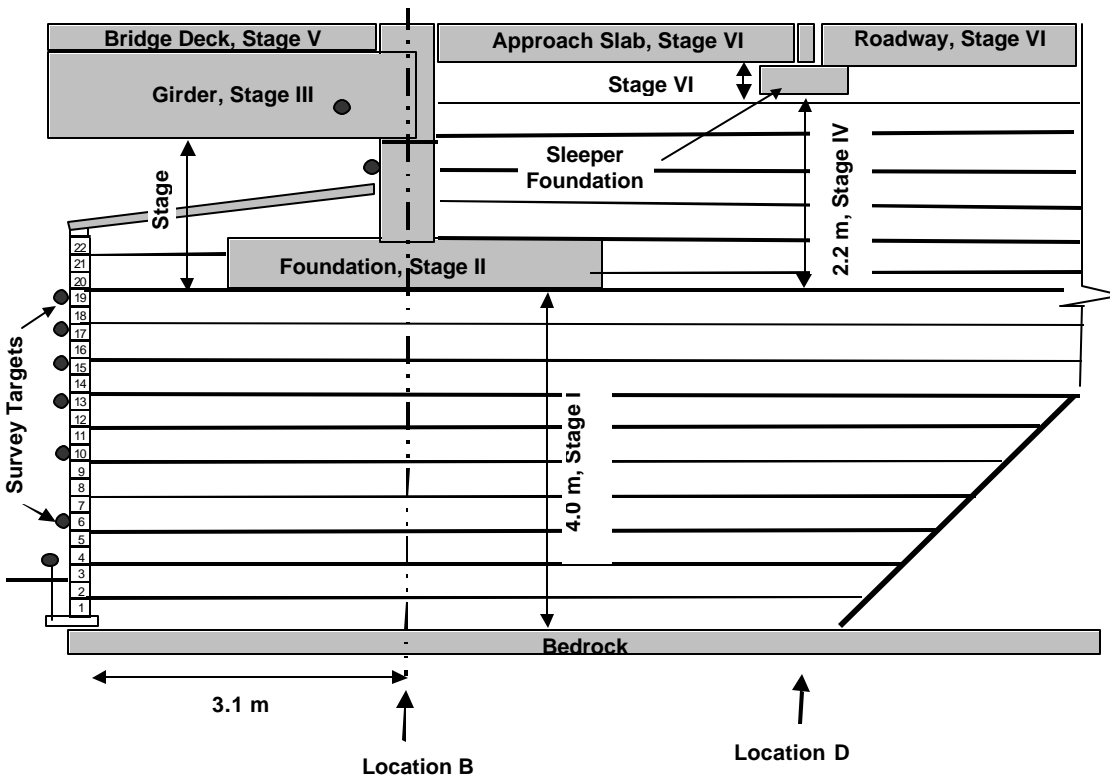 Bridge Deck, Stage V
Approach Slab, Stage VI
Roadway, Stage VI
Girder, Stage III
Stage VI
Sleeper
Foundation
2.2 m, Stage IV
Stage
Foundation, Stage II
22
21
20
19
18
17
16
15
14
13
12
11
10
9
8
7
6
5
4
3
2
1
Survey Targets
4.0 m, Stage I
Bedrock
3.1 m
Location B
Location D